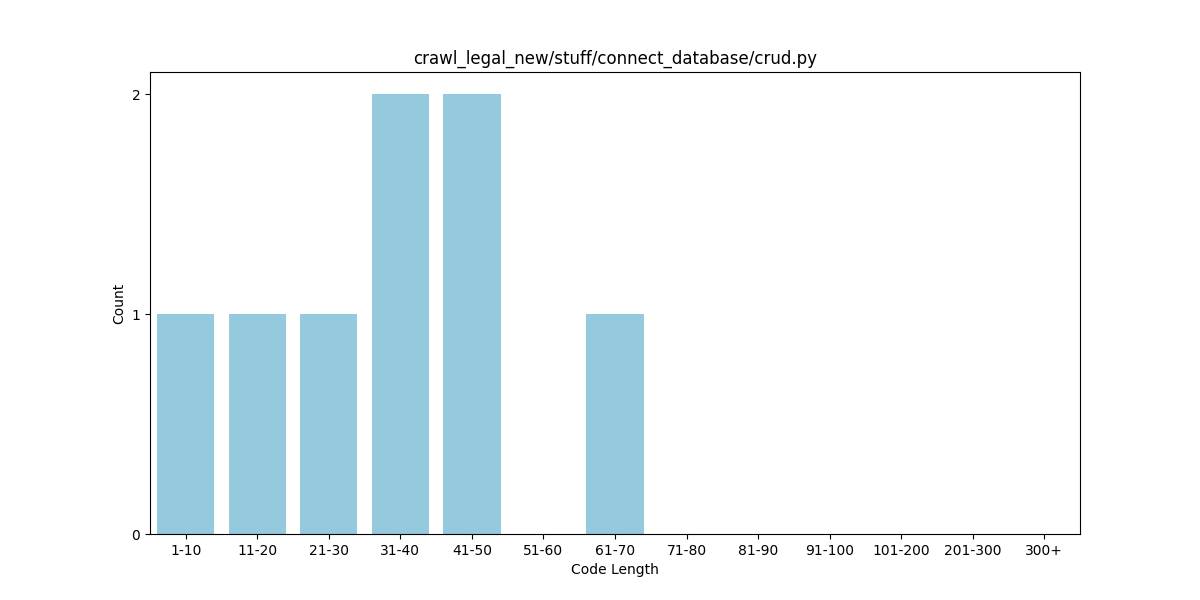 crawl_legal_new/stuff/connect_database/crud.py
Count
2
1
0
1-10 11-20 21-30 31-40 41-50 51-60 61-70 71-80 81-90 91-100 101-200 201-300 300+
Code Length